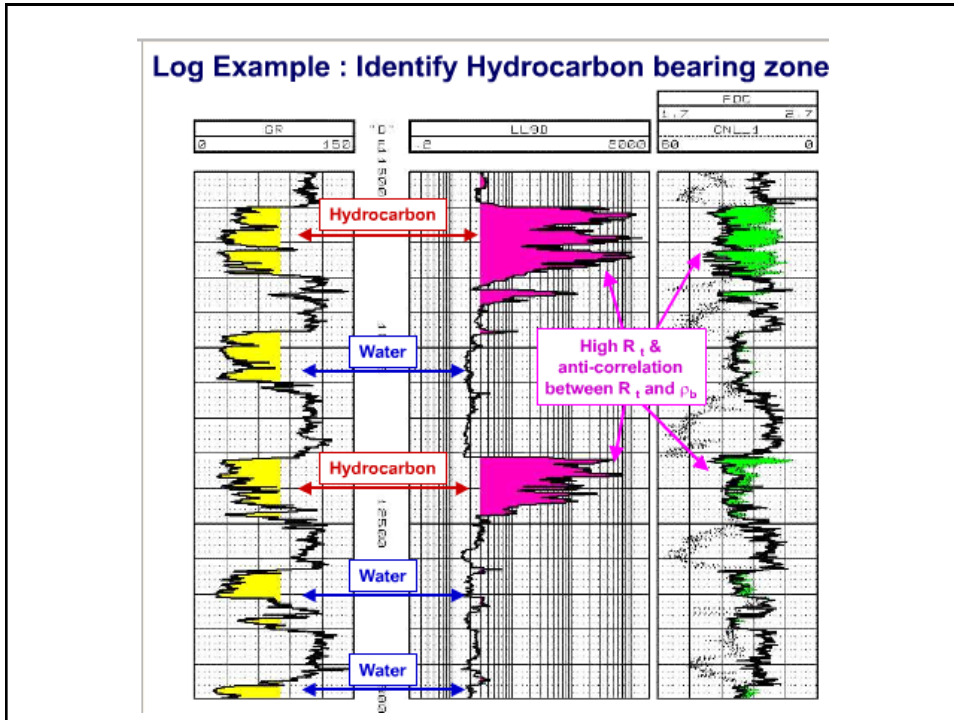 Log Example : Identify Hydrocarbon bearing zone
FDC
1.7 2.7
GR "D" LL9D CNL_1
0 150 .2 2000 60 0
Hydrocarbon
Water
High R t &
anti-correlation
between R t and ρb
Hydrocarbon
12500
Water
Water